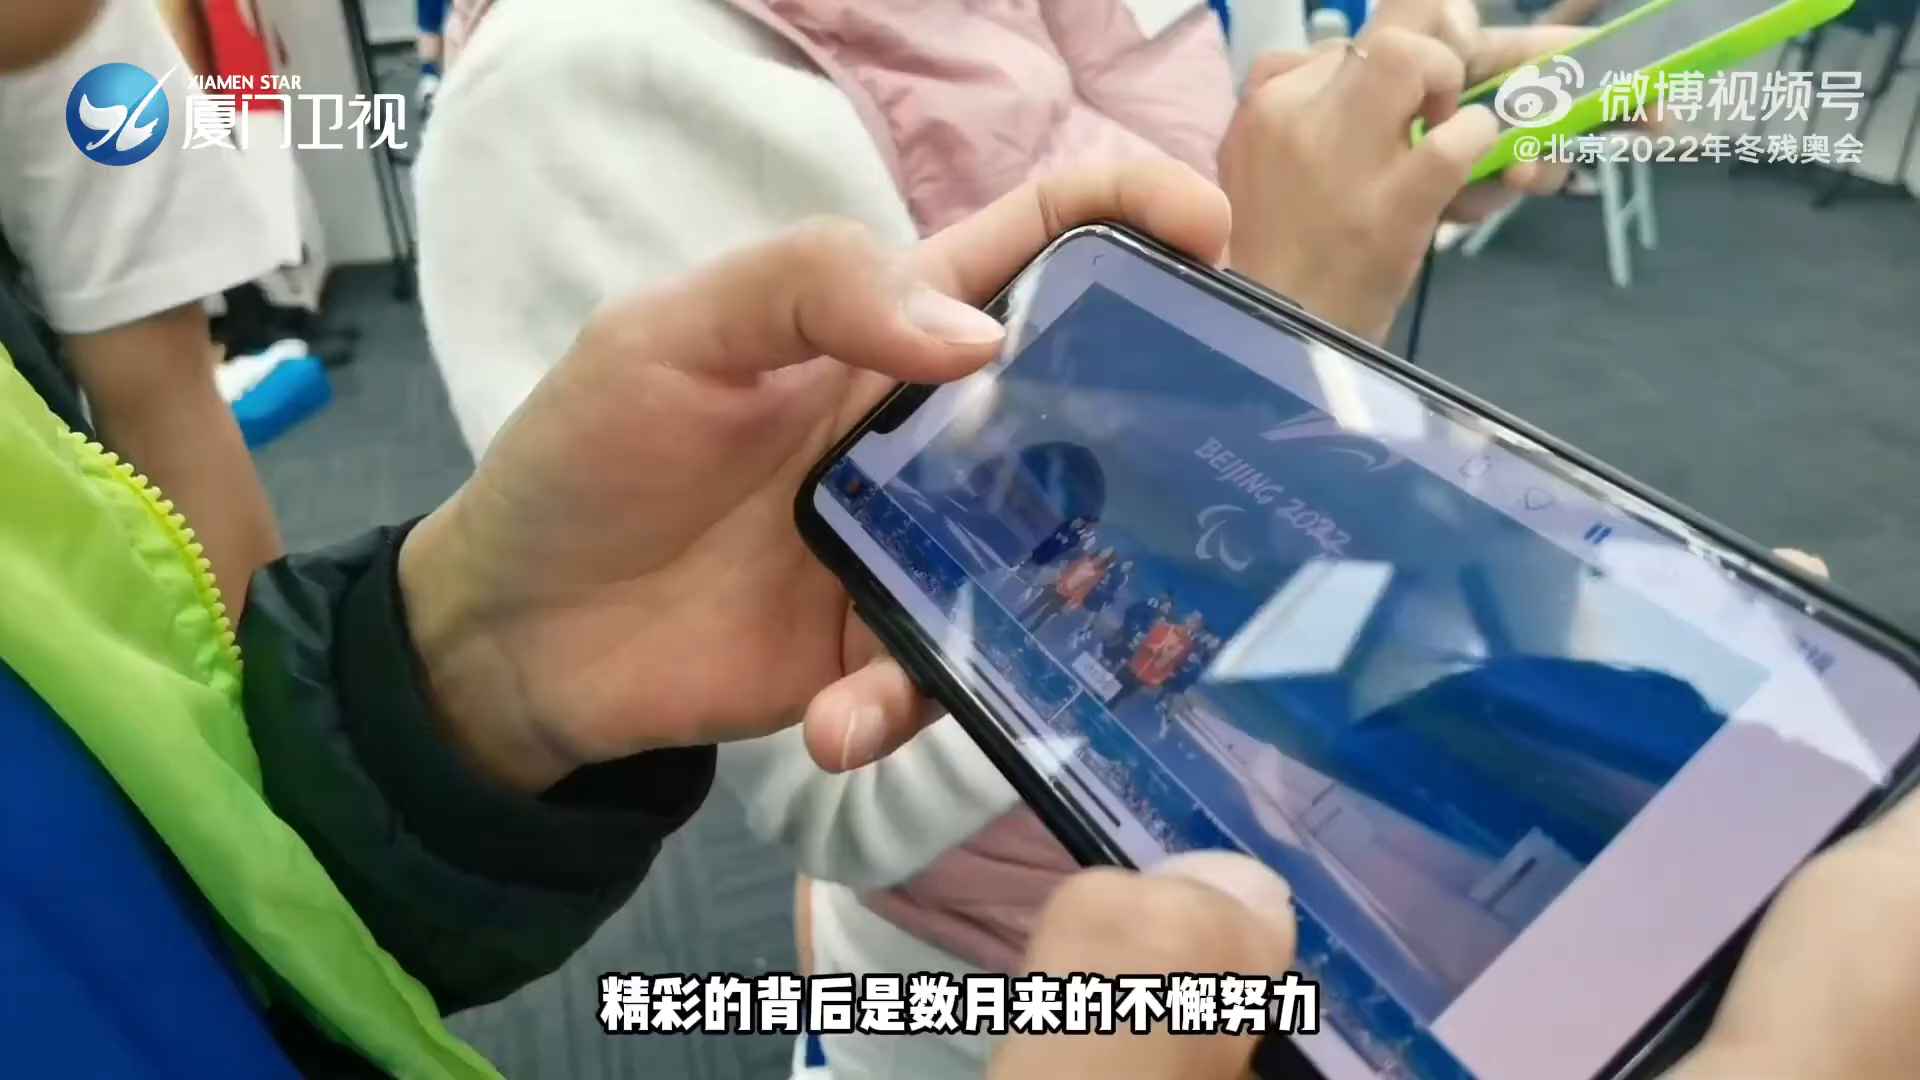 XIAMEN STAR
厦门卫视
微博视频号
@北京2022年冬残奥会
BEIJING 2022
精彩的背后是数月来的不懈努力